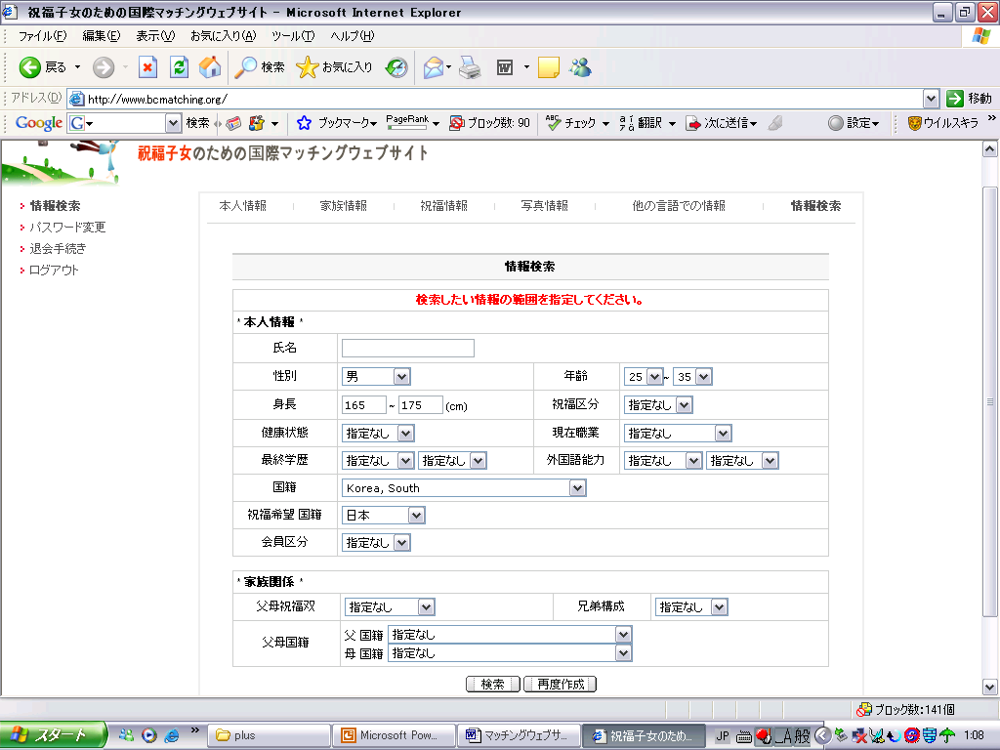 祝福子女のための国際マッチングウェブサイト - Microsoft Internet Explorer
ファイル(F) 編集(E) 表示(V) お気に入り(A) ツール(T) ヘルプ(H)
戻る 検索 お気に入り
アドレス(D) http://www.bcmatching.org/ 移動
Google G 検索 ブックマーク PageRank ブロック数: 90 ABC チェック 翻訳 次に送信 設定 ウイルスキラ »
祝福子女のための国際マッチングウェブサイト
情報検索
パスワード変更
退会手続き
ログアウト
本人情報 家族情報 祝福情報 写真情報 他の言語での情報 情報検索
情報検索
検索したい情報の範囲を指定してください。
* 本人情報 *
氏名
性別 男 年齢 25 ~ 35
身長 165 ~ 175 (cm) 祝福区分 指定なし
健康状態 指定なし 現在職業 指定なし
最終学歴 指定なし 指定なし 外国語能力 指定なし 指定なし
国籍 Korea, South
祝福希望 国籍 日本
会員区分 指定なし
* 家族関係 *
父母祝福双 指定なし 兄弟構成 指定なし
父母国籍 父 国籍 指定なし
母 国籍 指定なし
検索 再度作成
ブロック数:141個
スタート » plus Microsoft Pow... マッチングウェブサ... 祝福子女のため... JP _A 般 1:08